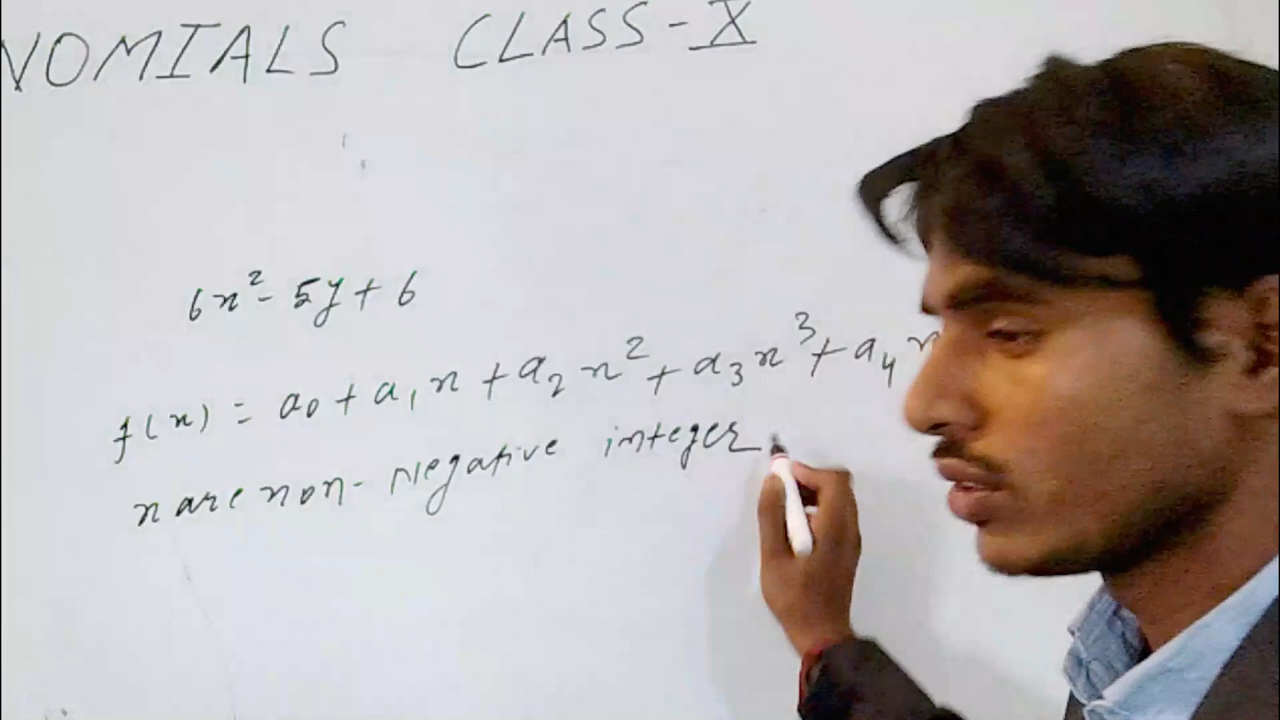 NOMIALS CLASS-X
6x²-5y+6
f(x) = a₀+a₁x+a₂x²+a₃x³+a₄x
x are non-Negative integer